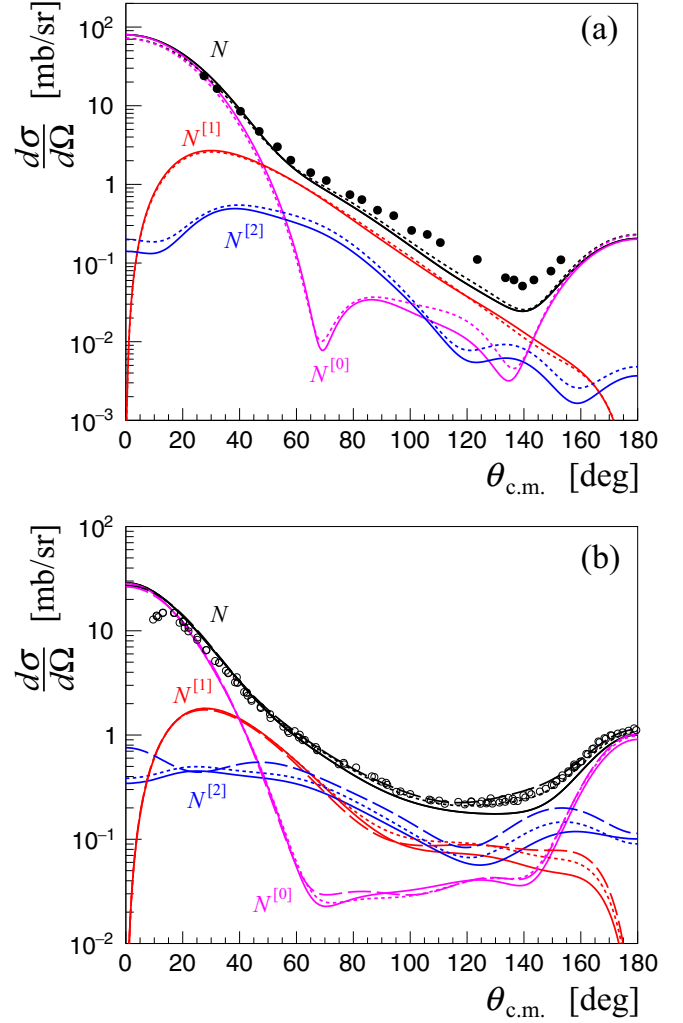 (a)
dσ/dΩ [mb/sr]
10²
10
1
10⁻¹
10⁻²
10⁻³
N
N^[1]
N^[2]
N^[0]
0 20 40 60 80 100 120 140 160 180
θc.m. [deg]
(b)
dσ/dΩ [mb/sr]
10²
10
1
10⁻¹
10⁻²
N
N^[1]
N^[2]
N^[0]
0 20 40 60 80 100 120 140 160 180
θc.m. [deg]